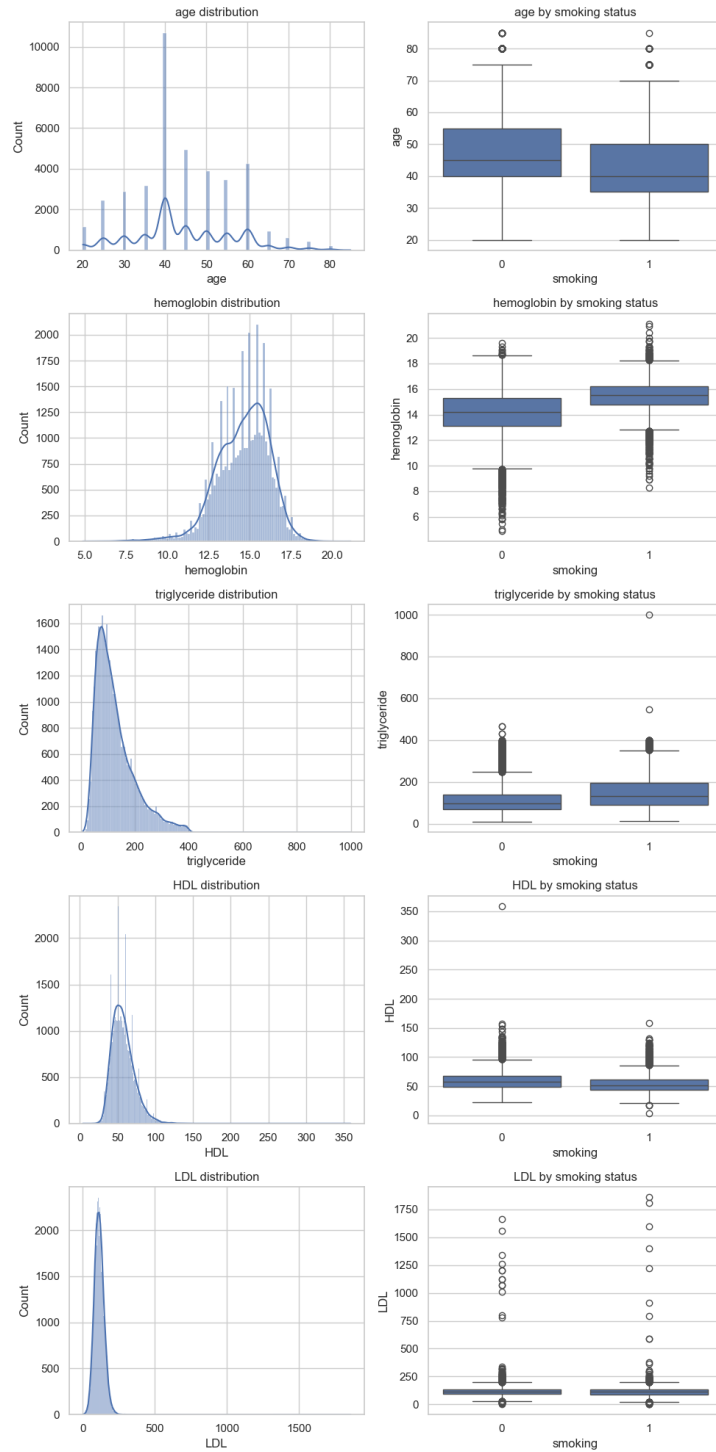 age distribution
Count
10000
8000
6000
4000
2000
0
20 30 40 50 60 70 80
age
age by smoking status
age
80
70
60
50
40
30
20
0 1
smoking
hemoglobin distribution
Count
2000
1750
1500
1250
1000
750
500
250
0
5.0 7.5 10.0 12.5 15.0 17.5 20.0
hemoglobin
hemoglobin by smoking status
hemoglobin
20
18
16
14
12
10
8
6
0 1
smoking
triglyceride distribution
Count
1600
1400
1200
1000
800
600
400
200
0
0 200 400 600 800 1000
triglyceride
triglyceride by smoking status
triglyceride
1000
800
600
400
200
0
0 1
smoking
HDL distribution
Count
2000
1500
1000
500
0
0 50 100 150 200 250 300 350
HDL
HDL by smoking status
HDL
350
300
250
200
150
100
50
0
0 1
smoking
LDL distribution
Count
2000
1500
1000
500
0
0 500 1000 1500
LDL
LDL by smoking status
LDL
1750
1500
1250
1000
750
500
250
0
0 1
smoking